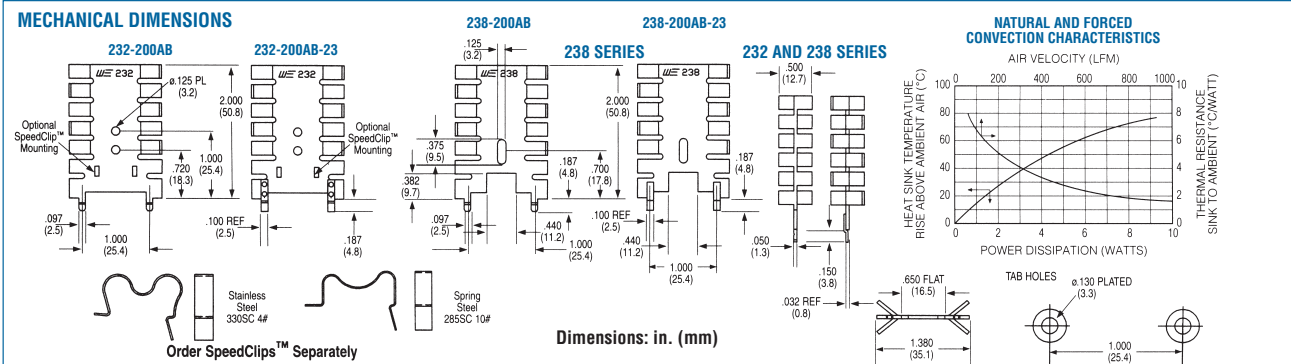 MECHANICAL DIMENSIONS
232-200AB
232-200AB-23
238-200AB
238-200AB-23
238 SERIES
232 AND 238 SERIES
NATURAL AND FORCED
CONVECTION CHARACTERISTICS
232
ø.125 PL
(3.2)
2.000
(50.8)
Optional
SpeedClip™
Mounting
1.000
(25.4)
.720
(18.3)
.097
(2.5)
1.000
(25.4)
232
Optional
SpeedClip™
Mounting
.100 REF
(2.5)
.187
(4.8)
.125
(3.2)
238
2.000
(50.8)
.375
(9.5)
.382
(9.7)
.187
(4.8)
.700
(17.8)
.097
(2.5)
.440
(11.2)
1.000
(25.4)
238
.187
(4.8)
.100 REF
(2.5)
.440
(11.2)
1.000
(25.4)
.500
(12.7)
.050
(1.3)
.150
(3.8)
.032 REF
(0.8)
AIR VELOCITY (LFM)
0 200 400 600 800 1000
100 80 60 40 20 0
10 8 6 4 2 0
HEAT SINK TEMPERATURE
RISE ABOVE AMBIENT AIR (°C)
THERMAL RESISTANCE
SINK TO AMBIENT (°C/WATT)
0 2 4 6 8 10
POWER DISSIPATION (WATTS)
Stainless
Steel
330SC 4#
Spring
Steel
285SC 10#
Order SpeedClips™ Separately
Dimensions: in. (mm)
.650 FLAT
(16.5)
1.380
(35.1)
TAB HOLES
ø.130 PLATED
(3.3)
1.000
(25.4)